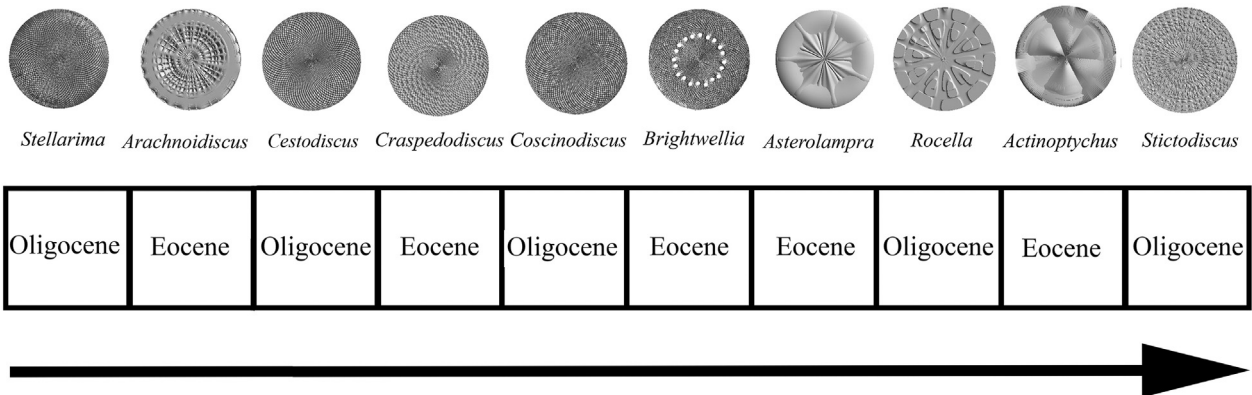 Stellarima Arachnoidiscus Cestodiscus Craspedodiscus Coscinodiscus Brightwellia Asterolampra Rocella Actinoptychus Stictodiscus
Oligocene Eocene Oligocene Eocene Oligocene Eocene Eocene Oligocene Eocene Oligocene